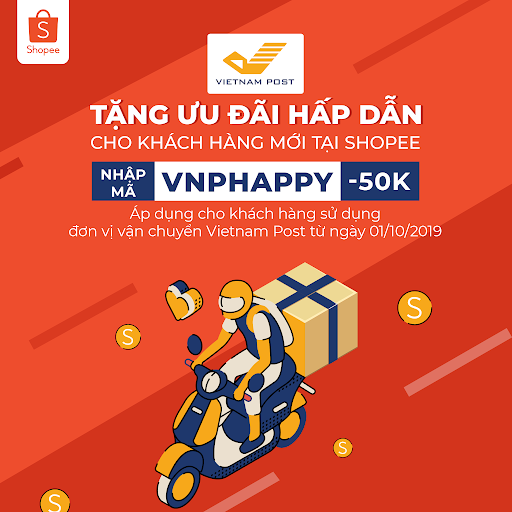 Shopee
VIETNAM POST
TẶNG ƯU ĐÃI HẤP DẪN
CHO KHÁCH HÀNG MỚI TẠI SHOPEE
NHẬP MÃ VNPHAPPY -50K
Áp dụng cho khách hàng sử dụng
đơn vị vận chuyển Vietnam Post từ ngày 01/10/2019